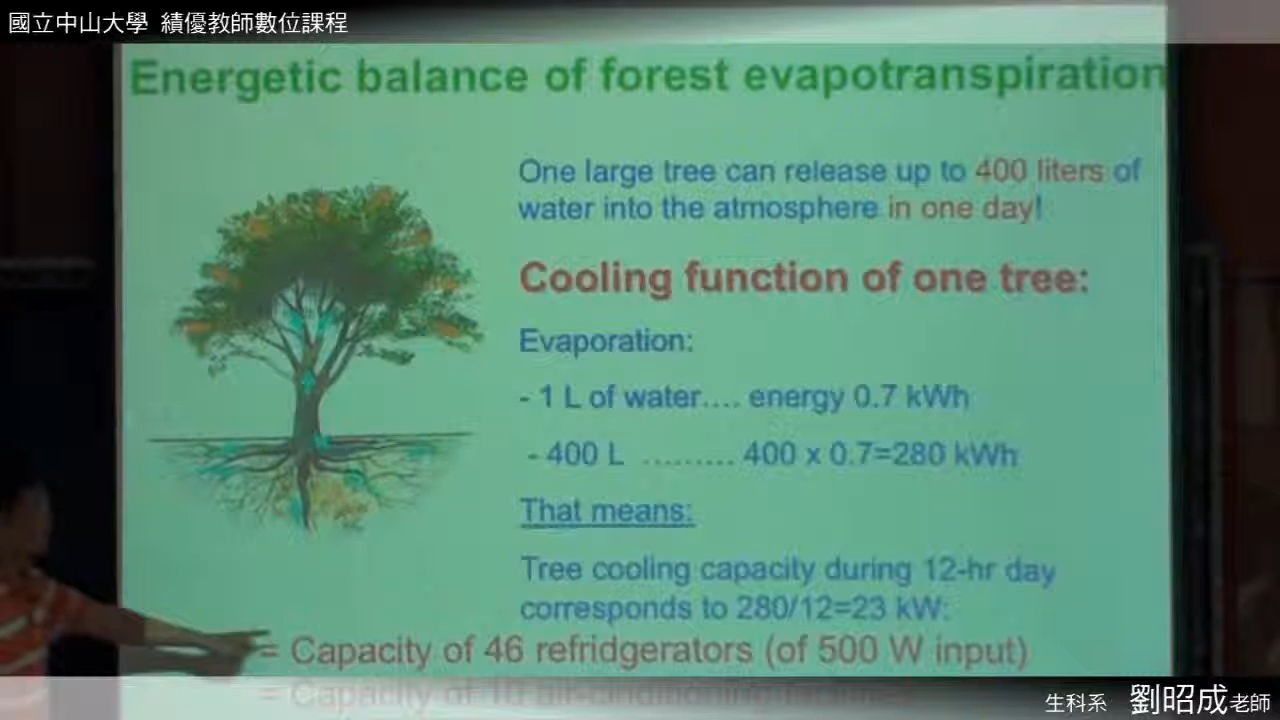 國立中山大學 績優教師數位課程
Energetic balance of forest evapotranspiration
One large tree can release up to 400 liters of
water into the atmosphere in one day!
Cooling function of one tree:
Evaporation:
- 1 L of water.... energy 0.7 kWh
- 400 L ......... 400 x 0.7=280 kWh
That means:
Tree cooling capacity during 12-hr day
corresponds to 280/12=23 kW:
= Capacity of 46 refridgerators (of 500 W input)
= Capacity of
生科系 劉昭成老師